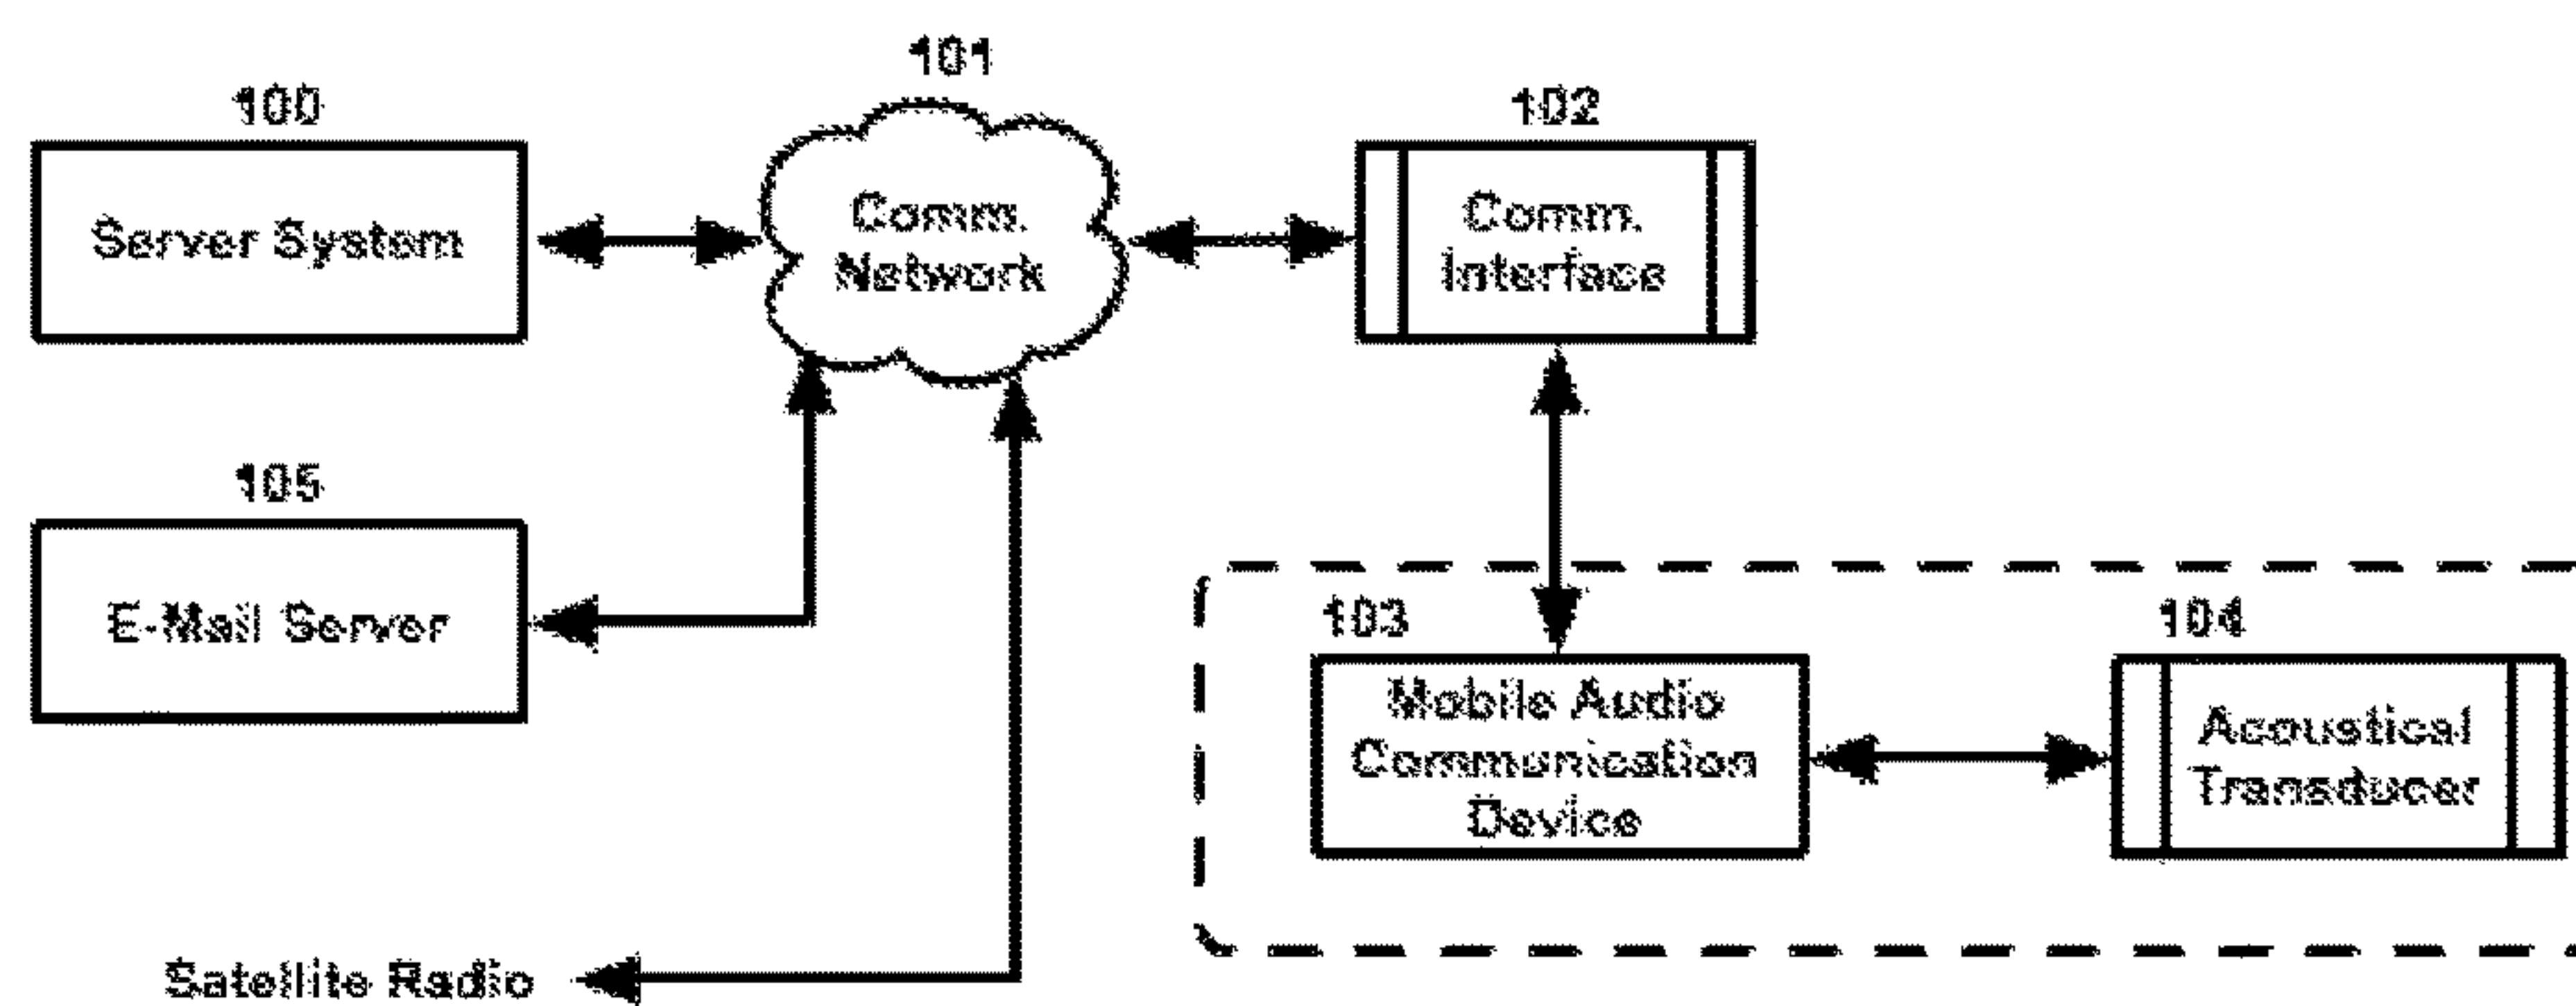 101
100
102
Server System
Comm.
Network
Comm.
Interface
105
E-Mail Server
103
104
Mobile Audio
Communication
Device
Acoustical
Transducer
Satellite Radio